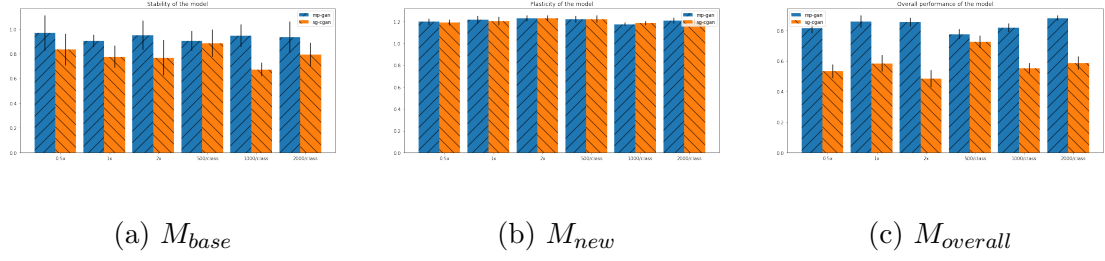 Stability of the model
mp-gan
sg-cgan
1.0
0.8
0.6
0.4
0.2
0.0
0.5x
1x
2x
500/class
1000/class
2000/class
(a) M_base
Plasticity of the model
mp-gan
sg-cgan
1.2
1.0
0.8
0.6
0.4
0.2
0.0
0.5x
1x
2x
500/class
1000/class
2000/class
(b) M_new
Overall performance of the model
mp-gan
sg-cgan
0.8
0.6
0.4
0.2
0.0
0.5x
1x
2x
500/class
1000/class
2000/class
(c) M_overall